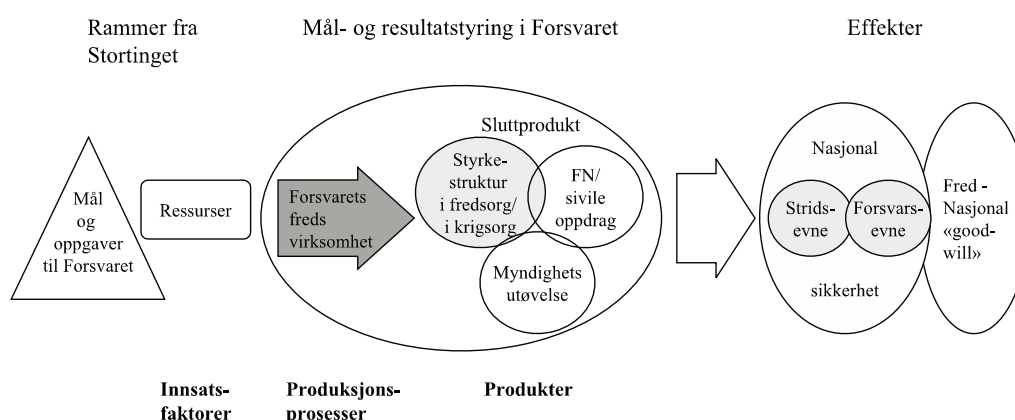 Rammer fra
Stortinget
Mål- og resultatstyring i Forsvaret
Effekter
Mål
og
oppgaver
til Forsvaret
Ressurser
Forsvarets
freds
virksomhet
Sluttprodukt
Styrke-
struktur
i fredsorg/
i krigsorg
FN/
sivile
oppdrag
Myndighets
utøvelse
Nasjonal
Strids-
evne
Forsvars-
evne
sikkerhet
Fred -
Nasjonal
«good-
will»
Innsats-
faktorer
Produksjons-
prosesser
Produkter